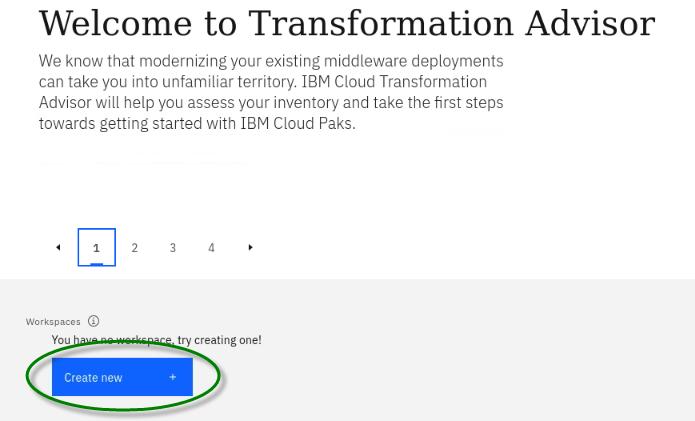 Welcome to Transformation Advisor
We know that modernizing your existing middleware deployments
can take you into unfamiliar territory. IBM Cloud Transformation
Advisor will help you assess your inventory and take the first steps
towards getting started with IBM Cloud Paks.
1 2 3 4
Workspaces
You have no workspace, try creating one!
Create new +